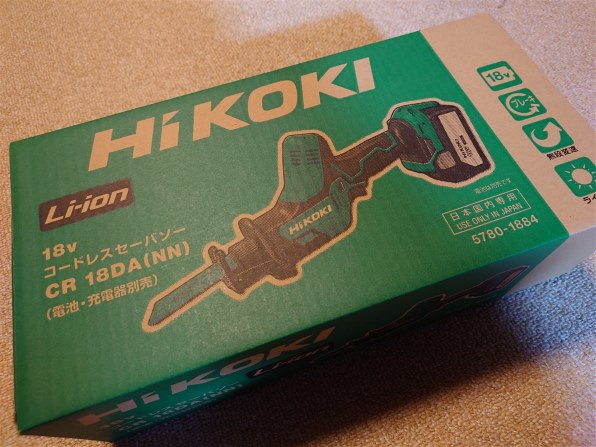 HiKOKI
Li-ion
18v
コードレスセーバソー
CR 18DA(NN)
(電池・充電器別売)
HiKOKI
18v
ブレーキ
無段変速
ライ
日本国内専用
USE ONLY IN JAPAN
5780-1884
HiKOKI
Li-ion